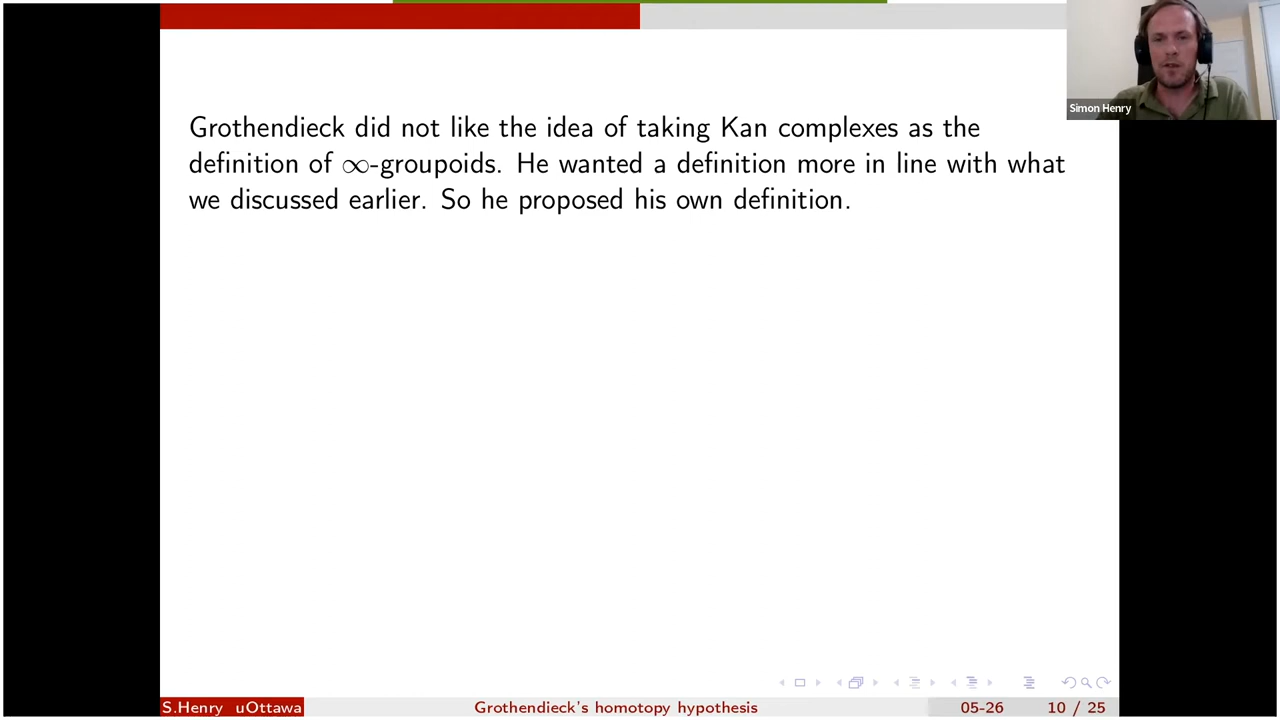 Grothendieck did not like the idea of taking Kan complexes as the
definition of ∞-groupoids. He wanted a definition more in line with what
we discussed earlier. So he proposed his own definition.
Simon Henry
S.Henry uOttawa
Grothendieck's homotopy hypothesis
05-26
10 / 25